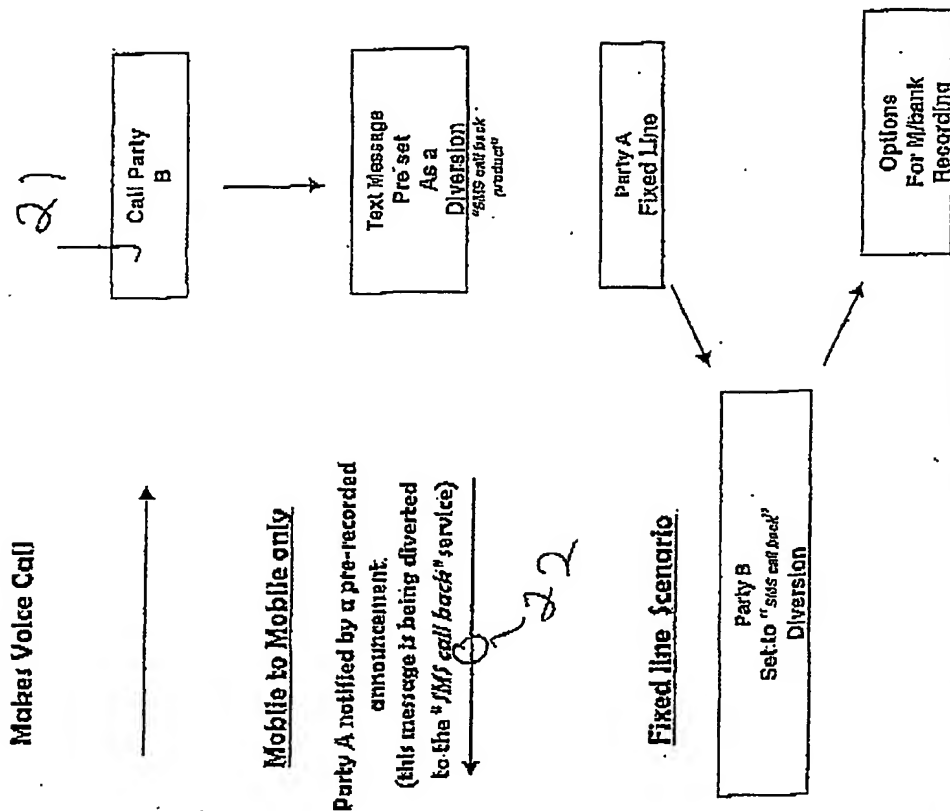 21
Makes Voice Call
Call Party
B
Mobile to Mobile only
Party A notified by a pre-recorded
announcement.
(this message is being diverted
to the "SMS call back" service)
22
Text Message
Pre set
As a
Diversion
"SMS call back
product"
Fixed line Scenario
Party A
Fixed Line
Party B
Set to "SMS call back"
Diversion
Options
For M/bank
Recording